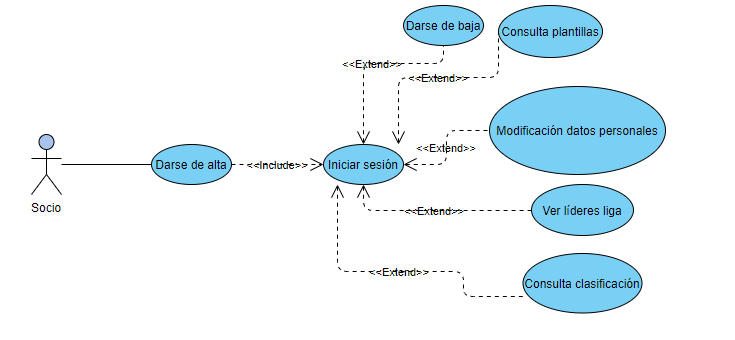 Darse de baja
Consulta plantillas
<<Extend>>
<<Extend>>
Modificación datos personales
<<Extend>>
Darse de alta
<<Include>>
Iniciar sesión
Socio
Ver líderes liga
<<Extend>>
<<Extend>>
Consulta clasificación